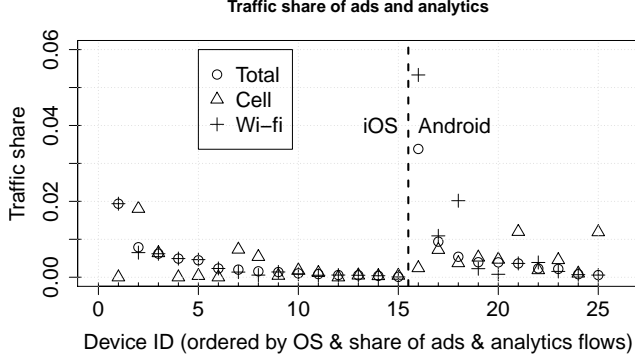 Traffic share of ads and analytics
Traffic share
0.00
0.02
0.04
0.06
Total
Cell
Wi−fi
iOS
Android
0
5
10
15
20
25
Device ID (ordered by OS & share of ads & analytics flows)